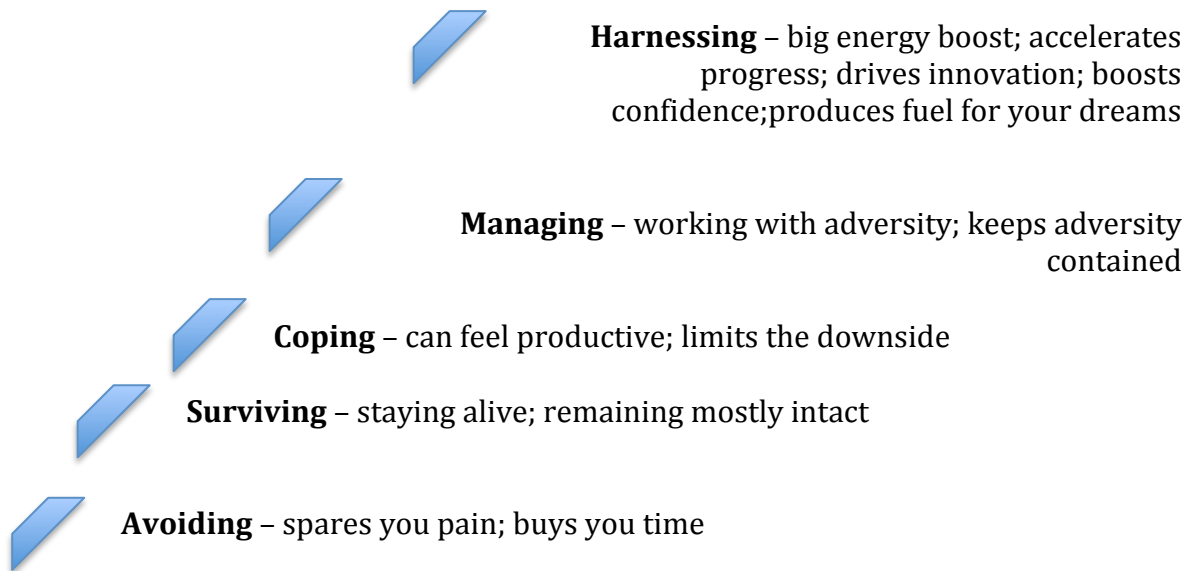 Harnessing – big energy boost; accelerates
progress; drives innovation; boosts
confidence;produces fuel for your dreams
Managing – working with adversity; keeps adversity
contained
Coping – can feel productive; limits the downside
Surviving – staying alive; remaining mostly intact
Avoiding – spares you pain; buys you time